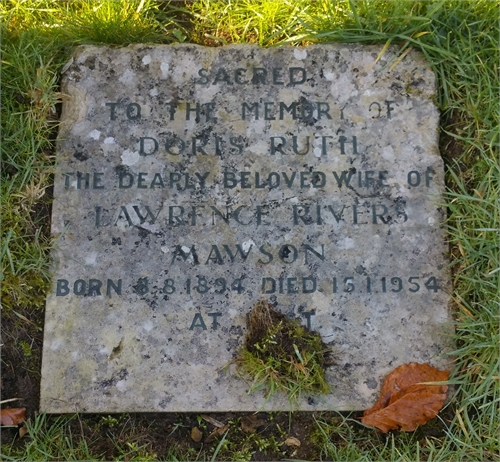 SACRED
TO THE MEMORY OF
DORIS RUTH
THE DEARLY BELOVED WIFE OF
LAWRENCE RIVERS
MAWSON
BORN 8.8.1894 DIED 15.1.1954
AT